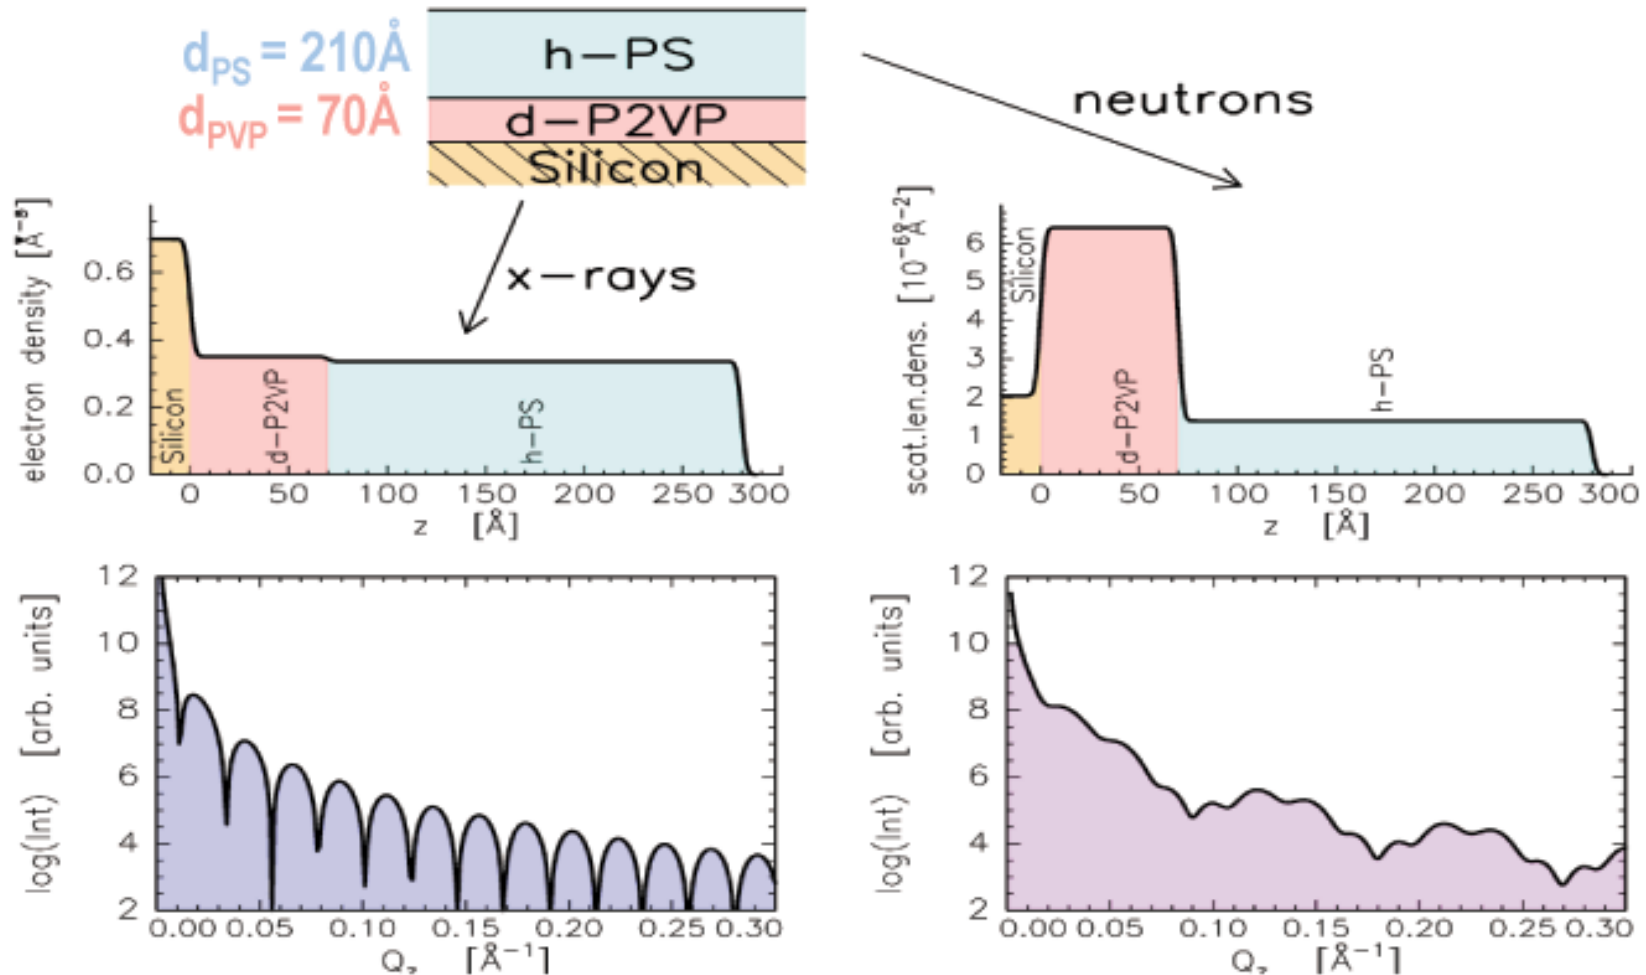 d_PS = 210Å
h–PS
d_PVP = 70Å
d–P2VP
Silicon
neutrons
x–rays
electron density [Å⁻³]
0.6
0.4
0.2
0.0
Silicon
d–P2VP
h–PS
0 50 100 150 200 250 300
z [Å]
scat.len.dens. [10⁻⁶Å⁻²]
6
5
4
3
2
1
0
Silicon
d–P2VP
h–PS
0 50 100 150 200 250 300
z [Å]
log(Int) [arb. units]
12
10
8
6
4
2
0.00 0.05 0.10 0.15 0.20 0.25 0.30
Q_z [Å⁻¹]
log(Int) [arb. units]
12
10
8
6
4
2
0.00 0.05 0.10 0.15 0.20 0.25 0.30
Q_z [Å⁻¹]